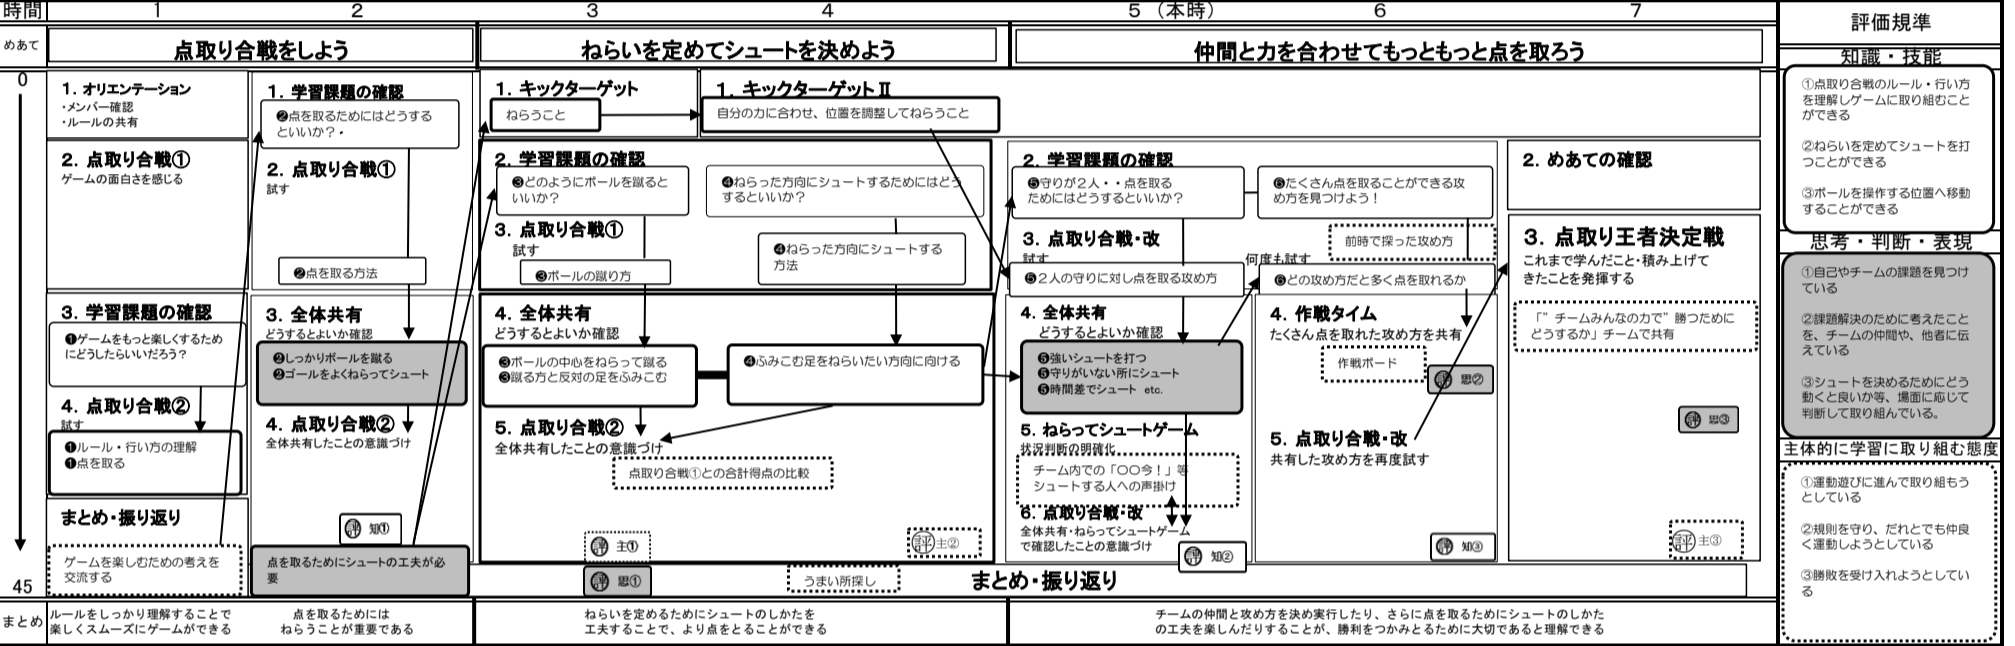 時間
1
2
3
4
5 （本時）
6
7
めあて
点取り合戦をしよう
ねらいを定めてシュートを決めよう
仲間と力を合わせてもっともっと点を取ろう
0
45
1. オリエンテーション
・メンバー確認
・ルールの共有
2. 点取り合戦①
ゲームの面白さを感じる
3. 学習課題の確認
❶ゲームをもっと楽しくするため
にどうしたらいいだろう？
4. 点取り合戦②
試す
❶ルール・行い方の理解
❶点を取る
まとめ・振り返り
ゲームを楽しむための考えを
交流する
1. 学習課題の確認
❷点を取るためにはどうする
といいか？・
2. 点取り合戦①
試す
❷点を取る方法
3. 全体共有
どうするとよいか確認
❷しっかりボールを蹴る
❷ゴールをよくねらってシュート
4. 点取り合戦②
全体共有したことの意識づけ
評 知①
点を取るためにシュートの工夫が必
要
1. キックターゲット
ねらうこと
1. キックターゲットⅡ
自分の力に合わせ、位置を調整してねらうこと
2. 学習課題の確認
❸どのようにボールを蹴ると
いいか？
❹ねらった方向にシュートするためにはどう
するといいか？
3. 点取り合戦①
試す
❸ボールの蹴り方
❹ねらった方向にシュートする
方法
4. 全体共有
どうするとよいか確認
❸ボールの中心をねらって蹴る
❸蹴る方と反対の足をふみこむ
❹ふみこむ足をねらいたい方向に向ける
5. 点取り合戦②
全体共有したことの意識づけ
点取り合戦①との合計得点の比較
評 主①
評 思①
評 主②
うまい所探し
まとめ・振り返り
2. 学習課題の確認
❺守りが２人・・点を取る
ためにはどうするといいか？
❻たくさん点を取ることができる攻
め方を見つけよう！
3. 点取り合戦・改
試す
❺２人の守りに対し点を取る攻め方
前時で探った攻め方
何度も試す
❻どの攻め方だと多く点を取れるか
4. 全体共有
どうするとよいか確認
❺強いシュートを打つ
❺守りがいない所にシュート
❺時間差でシュート etc.
5. ねらってシュートゲーム
状況判断の明確化
チーム内での「〇〇今！」等
シュートする人への声掛け
6. 点取り合戦・改
全体共有・ねらってシュートゲーム
で確認したことの意識づけ
評 知②
4. 作戦タイム
たくさん点を取れた攻め方を共有
作戦ボード
評 思②
5. 点取り合戦・改
共有した攻め方を再度試す
評 知③
2. めあての確認
3. 点取り王者決定戦
これまで学んだこと・積み上げて
きたことを発揮する
「”チームみんなの力で”勝つために
どうするか」チームで共有
評 思③
評 主③
まとめ
ルールをしっかり理解することで
楽しくスムーズにゲームができる
点を取るためには
ねらうことが重要である
ねらいを定めるためにシュートのしかたを
工夫することで、より点をとることができる
チームの仲間と攻め方を決め実行したり、さらに点を取るためにシュートのしかた
の工夫を楽しんだりすることが、勝利をつかみとるために大切であると理解できる
評価規準
知識・技能
①点取り合戦のルール・行い方
を理解しゲームに取り組むこと
ができる
②ねらいを定めてシュートを打
つことができる
③ボールを操作する位置へ移動
することができる
思考・判断・表現
①自己やチームの課題を見つけ
ている
②課題解決のために考えたこと
を、チームの仲間や、他者に伝
えている
③シュートを決めるためにどう
動くと良いか等、場面に応じて
判断して取り組んでいる。
主体的に学習に取り組む態度
①運動遊びに進んで取り組もう
としている
②規則を守り、だれとでも仲良
く運動しようとしている
③勝敗を受け入れようとしてい
る